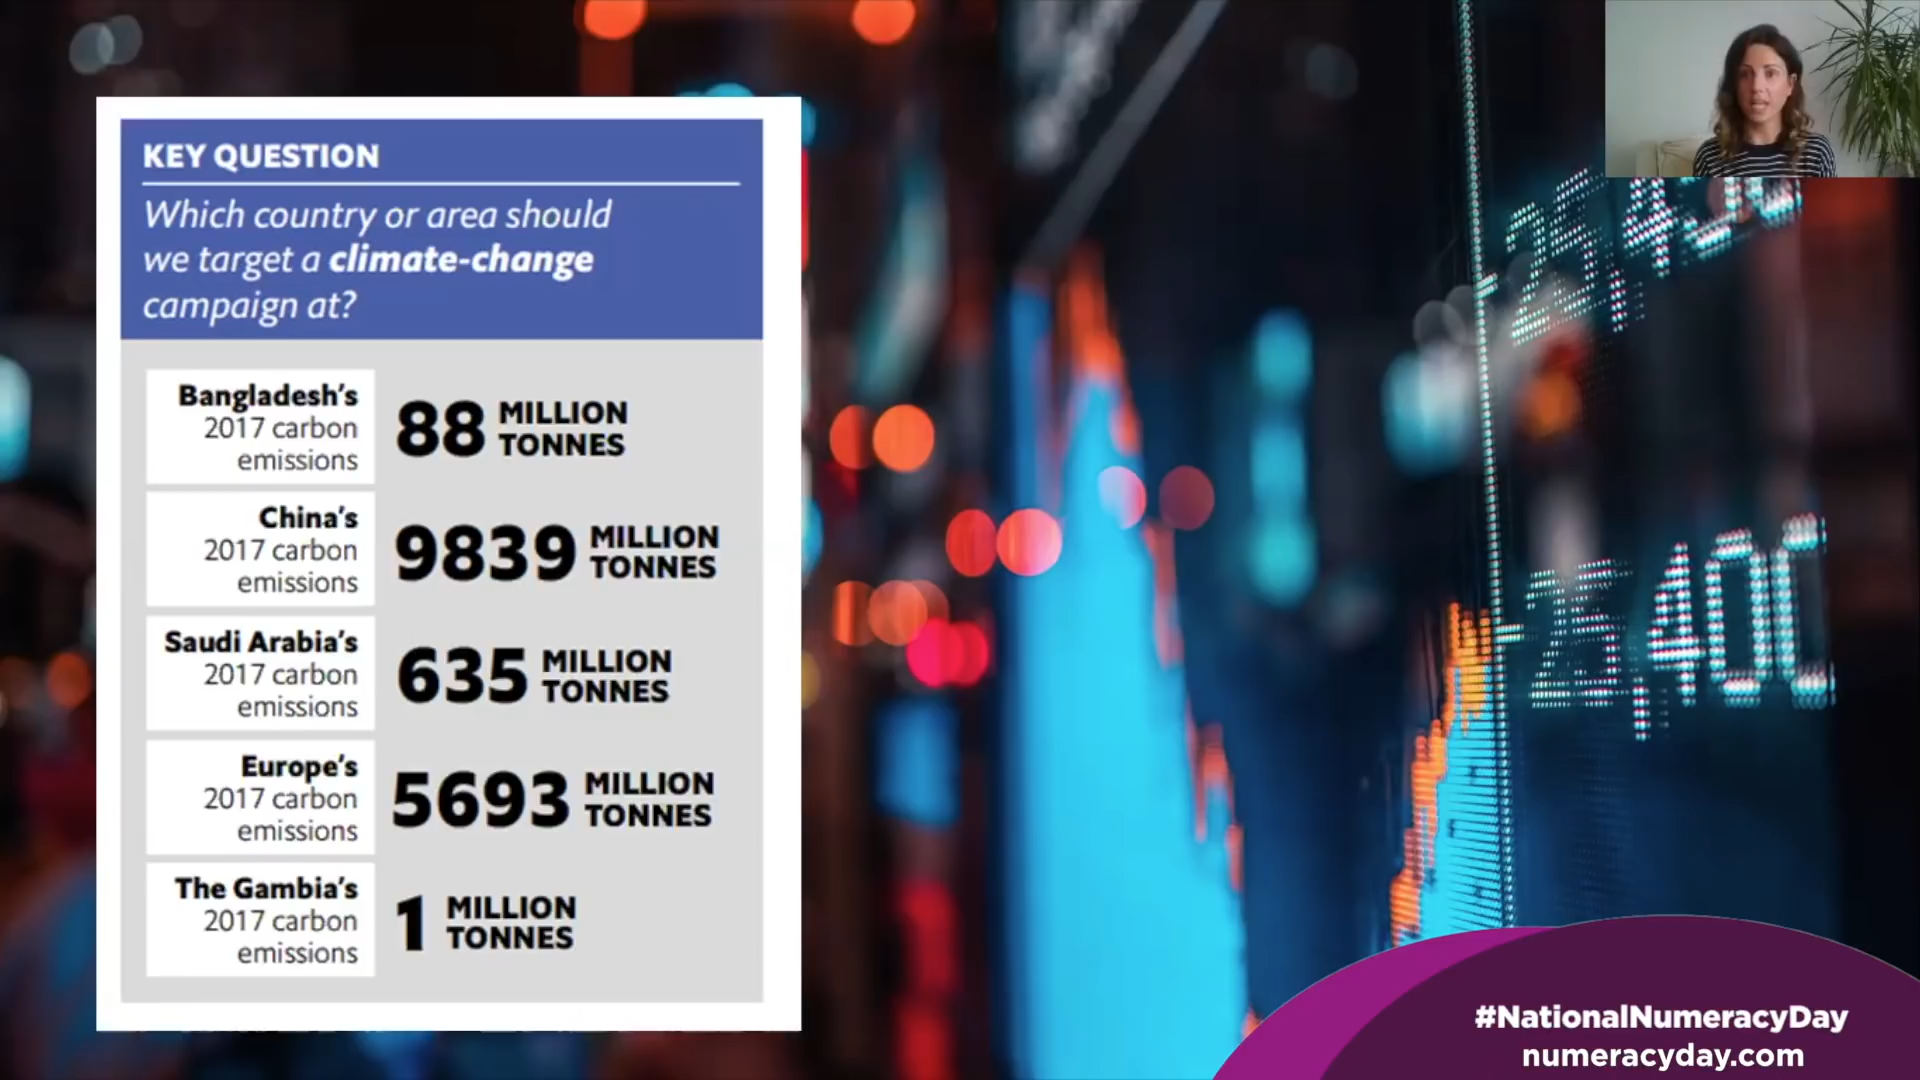 KEY QUESTION
Which country or area should
we target a climate-change
campaign at?
Bangladesh's
2017 carbon
emissions
88 MILLION
TONNES
China's
2017 carbon
emissions
9839 MILLION
TONNES
Saudi Arabia's
2017 carbon
emissions
635 MILLION
TONNES
Europe's
2017 carbon
emissions
5693 MILLION
TONNES
The Gambia's
2017 carbon
emissions
1 MILLION
TONNES
25,400
#NationalNumeracyDay
numeracyday.com